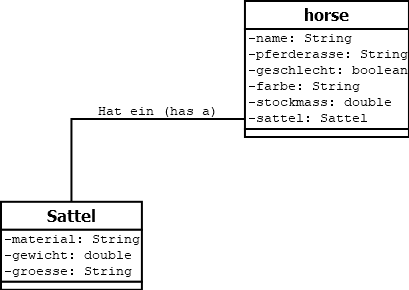 horse
-name: String
-pferderasse: String
-geschlecht: boolean
-farbe: String
-stockmass: double
-sattel: Sattel
Hat ein (has a)
Sattel
-material: String
-gewicht: double
-groesse: String